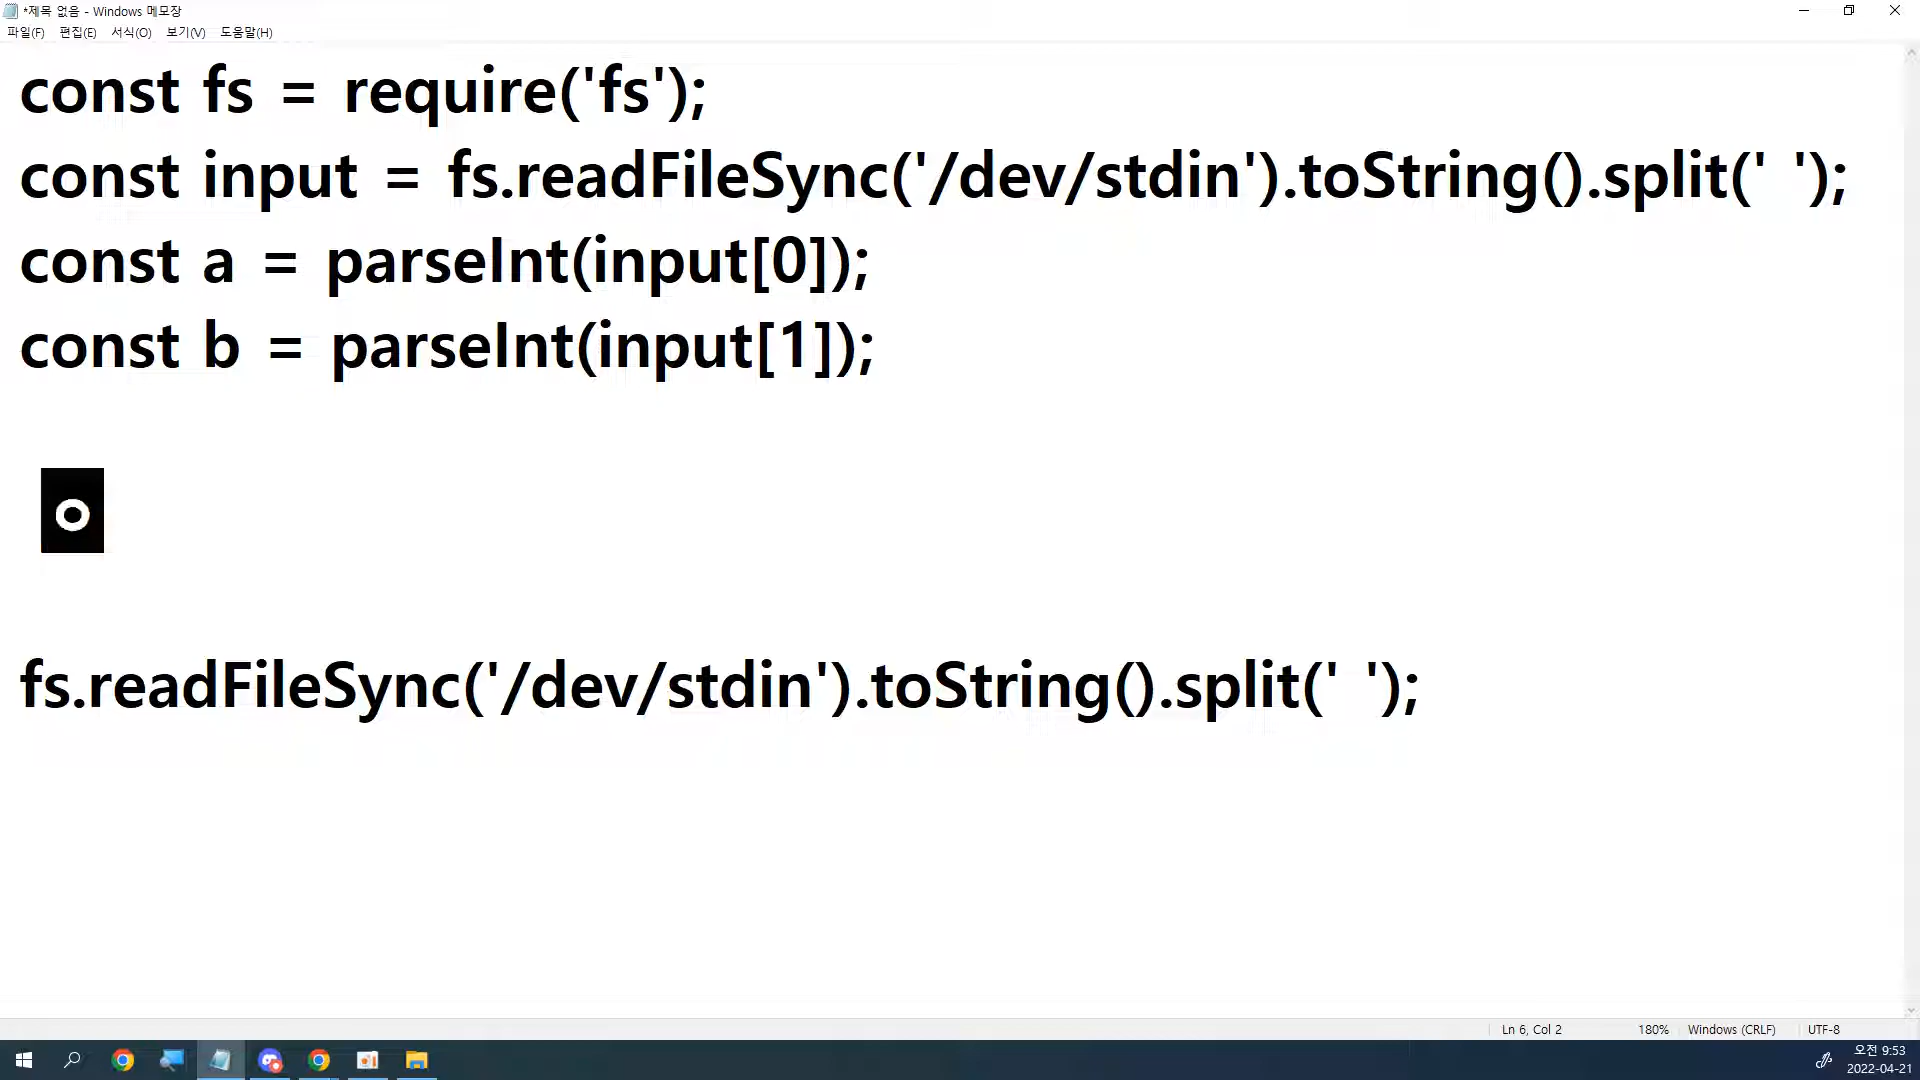 *제목 없음 - Windows 메모장
파일(F) 편집(E) 서식(O) 보기(V) 도움말(H)
const fs = require('fs');
const input = fs.readFileSync('/dev/stdin').toString().split(' ');
const a = parseInt(input[0]);
const b = parseInt(input[1]);
ㅇ
fs.readFileSync('/dev/stdin').toString().split(' ');
Ln 6, Col 2 180% Windows (CRLF) UTF-8
오전 9:53
2022-04-21